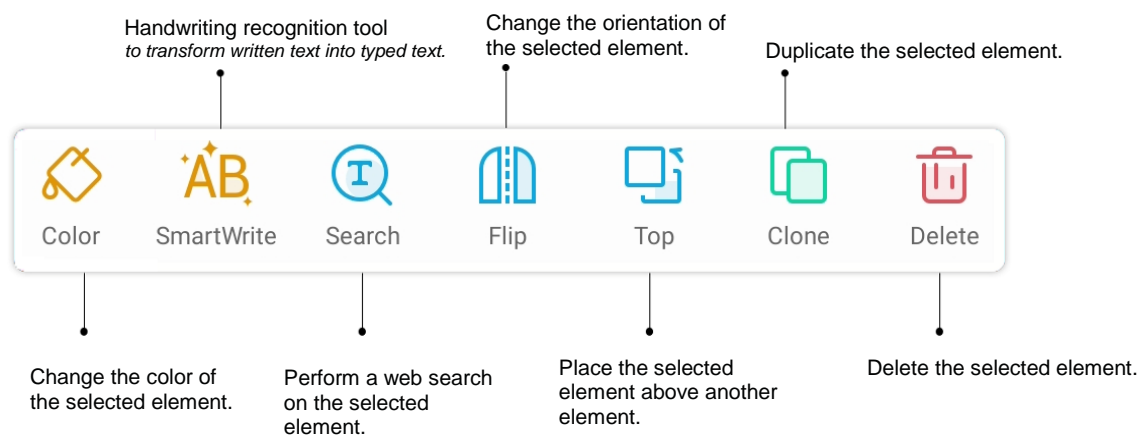 Handwriting recognition tool
to transform written text into typed text.
Change the orientation of
the selected element.
Duplicate the selected element.
AB
T
Color
SmartWrite
Search
Flip
Top
Clone
Delete
Change the color of
the selected element.
Perform a web search
on the selected
element.
Place the selected
element above another
element.
Delete the selected element.